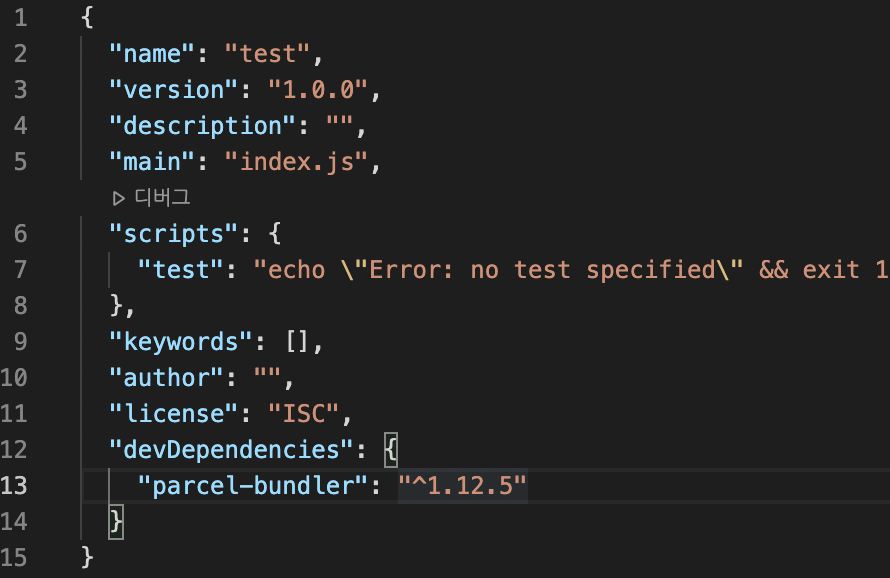 1 {
2 "name": "test",
3 "version": "1.0.0",
4 "description": "",
5 "main": "index.js",
▷ 디버그
6 "scripts": {
7 "test": "echo \"Error: no test specified\" && exit 1
8 },
9 "keywords": [],
10 "author": "",
11 "license": "ISC",
12 "devDependencies": {
13 "parcel-bundler": "^1.12.5"
14 }
15 }